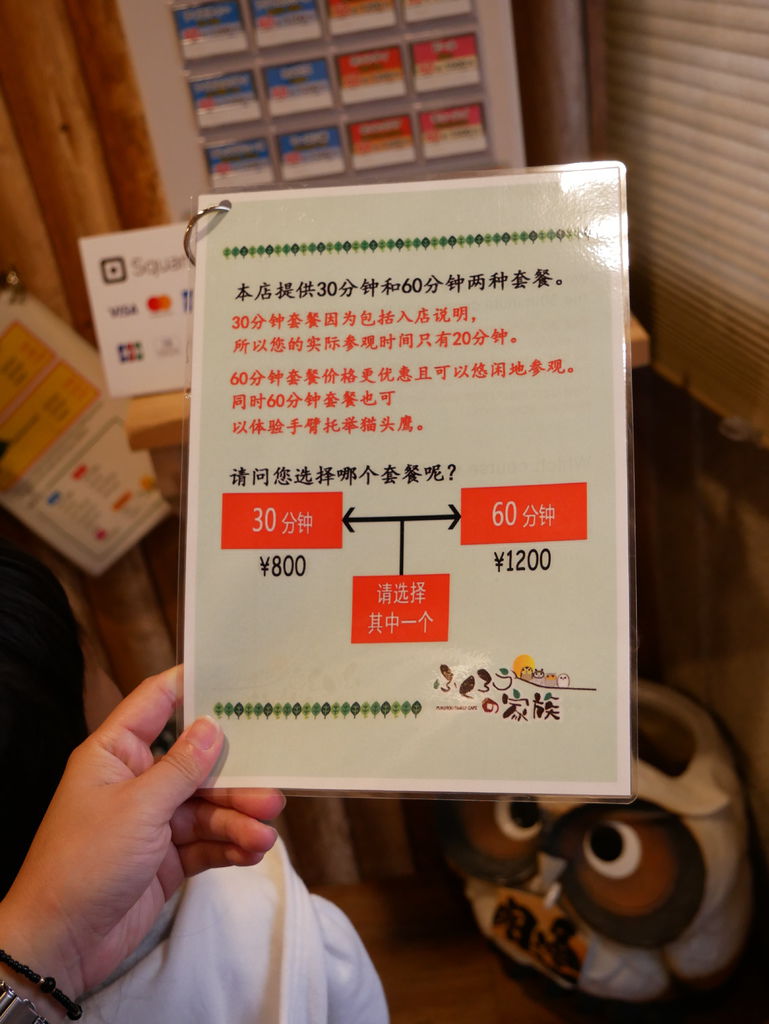 Square
VISA
JCB
本店提供30分钟和60分钟两种套餐。
30分钟套餐因为包括入店说明，
所以您的实际参观时间只有20分钟。
60分钟套餐价格更优惠且可以悠闲地参观。
同时60分钟套餐也可
以体验手臂托举猫头鹰。
请问您选择哪个套餐呢？
30 分钟
60 分钟
¥800
¥1200
请选择
其中一个
ふくろう
の家族